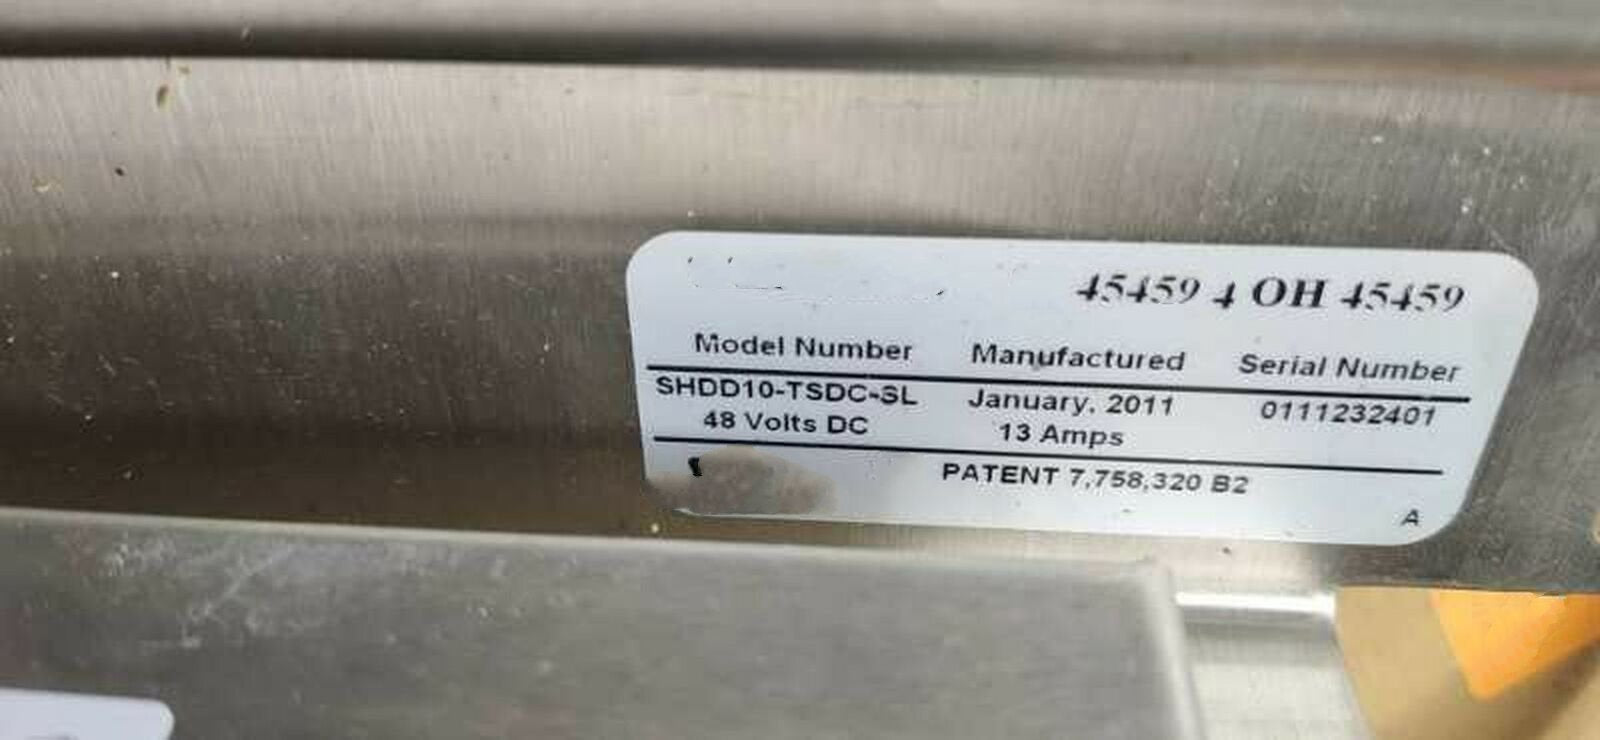 45459 4 OH 45459
Model Number Manufactured Serial Number
SHDD10-TSDC-SL January. 2011 0111232401
48 Volts DC 13 Amps
PATENT 7,758,320 B2
A